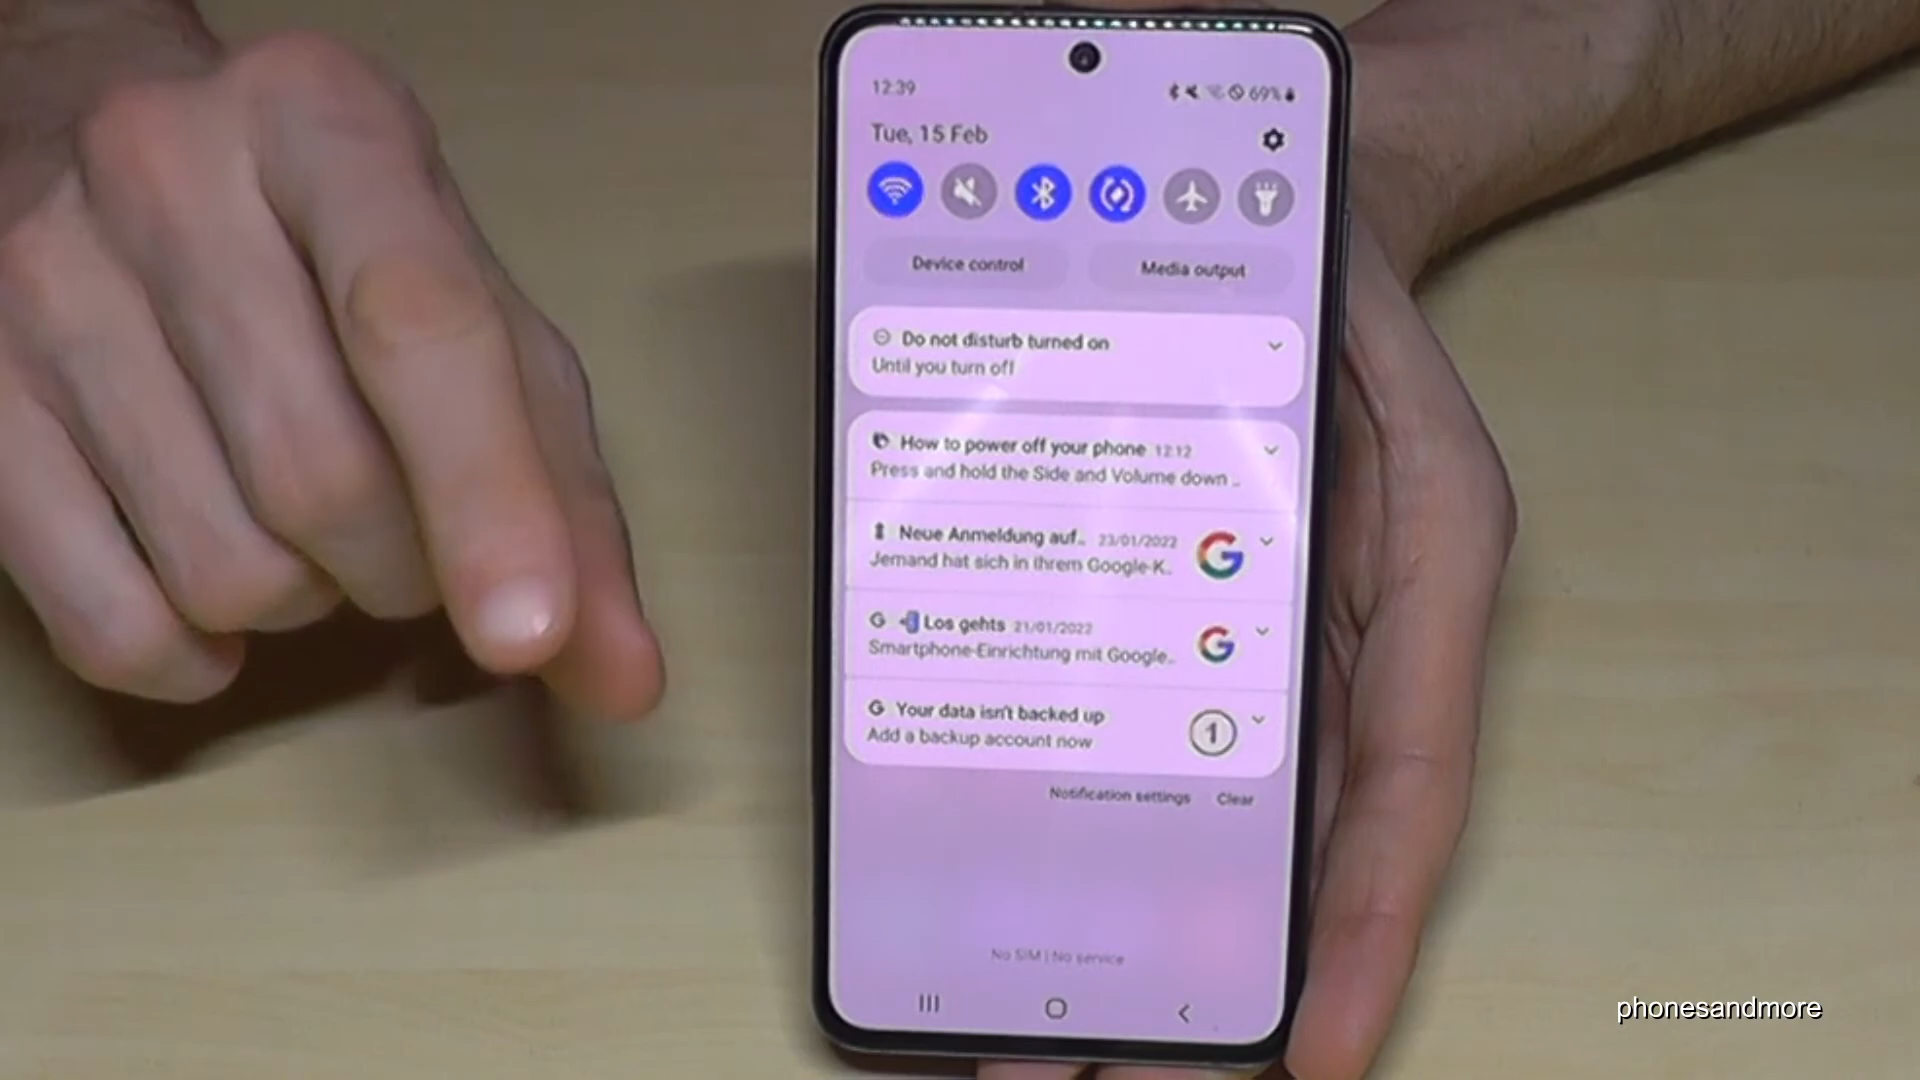 12:39
69%
Tue, 15 Feb
Device control
Media output
Do not disturb turned on
Until you turn off
How to power off your phone 12:12
Press and hold the Side and Volume down ..
Neue Anmeldung auf.. 23/01/2022
Jemand hat sich in Ihrem Google-K..
G Los gehts 21/01/2022
Smartphone-Einrichtung mit Google..
G Your data isn't backed up
Add a backup account now
1
Notification settings
Clear
No SIM | No service
phonesandmore